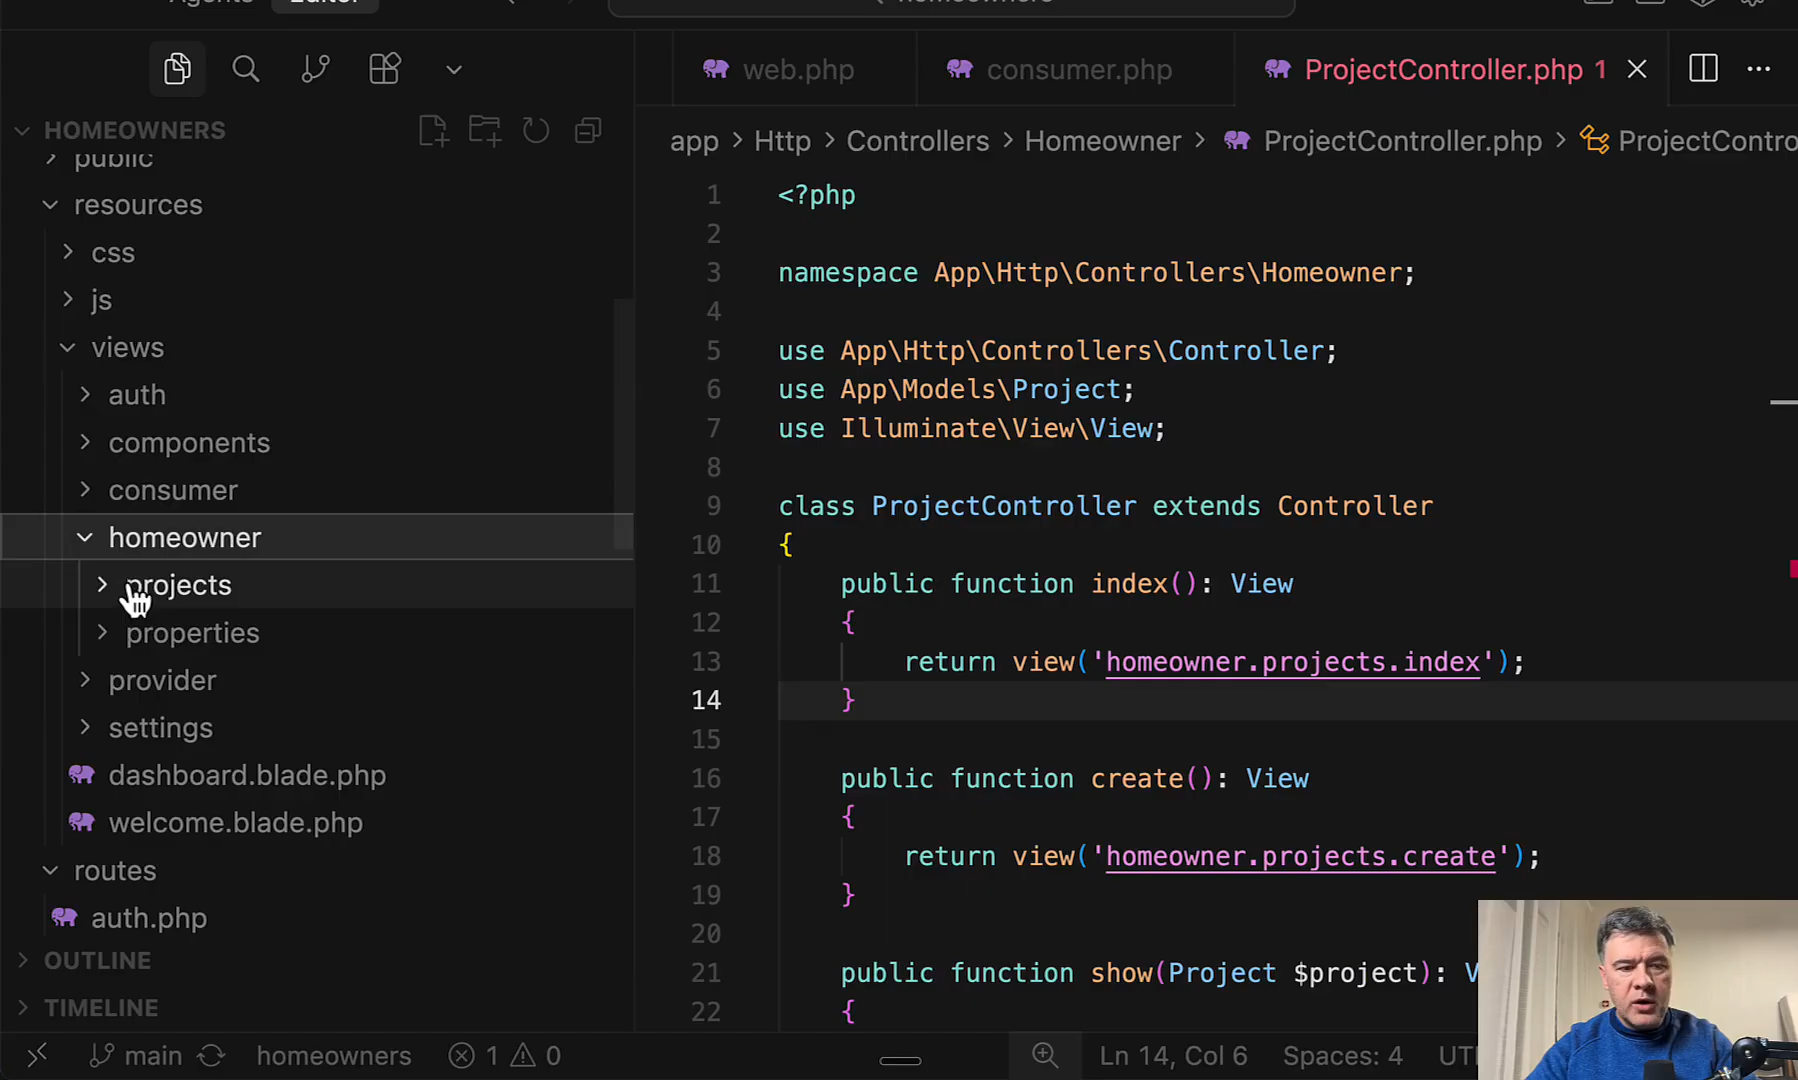 Agents Editor
homeowners
web.php
consumer.php
ProjectController.php 1
HOMEOWNERS
app > Http > Controllers > Homeowner > ProjectController.php > ProjectContro
public
resources
css
js
views
auth
components
consumer
homeowner
projects
properties
provider
settings
dashboard.blade.php
welcome.blade.php
routes
auth.php
OUTLINE
TIMELINE
1 <?php
2
3 namespace App\Http\Controllers\Homeowner;
4
5 use App\Http\Controllers\Controller;
6 use App\Models\Project;
7 use Illuminate\View\View;
8
9 class ProjectController extends Controller
10 {
11 public function index(): View
12 {
13 return view('homeowner.projects.index');
14 }
15
16 public function create(): View
17 {
18 return view('homeowner.projects.create');
19 }
20
21 public function show(Project $project): V
22 {
main homeowners 1 0 Ln 14, Col 6 Spaces: 4 UT